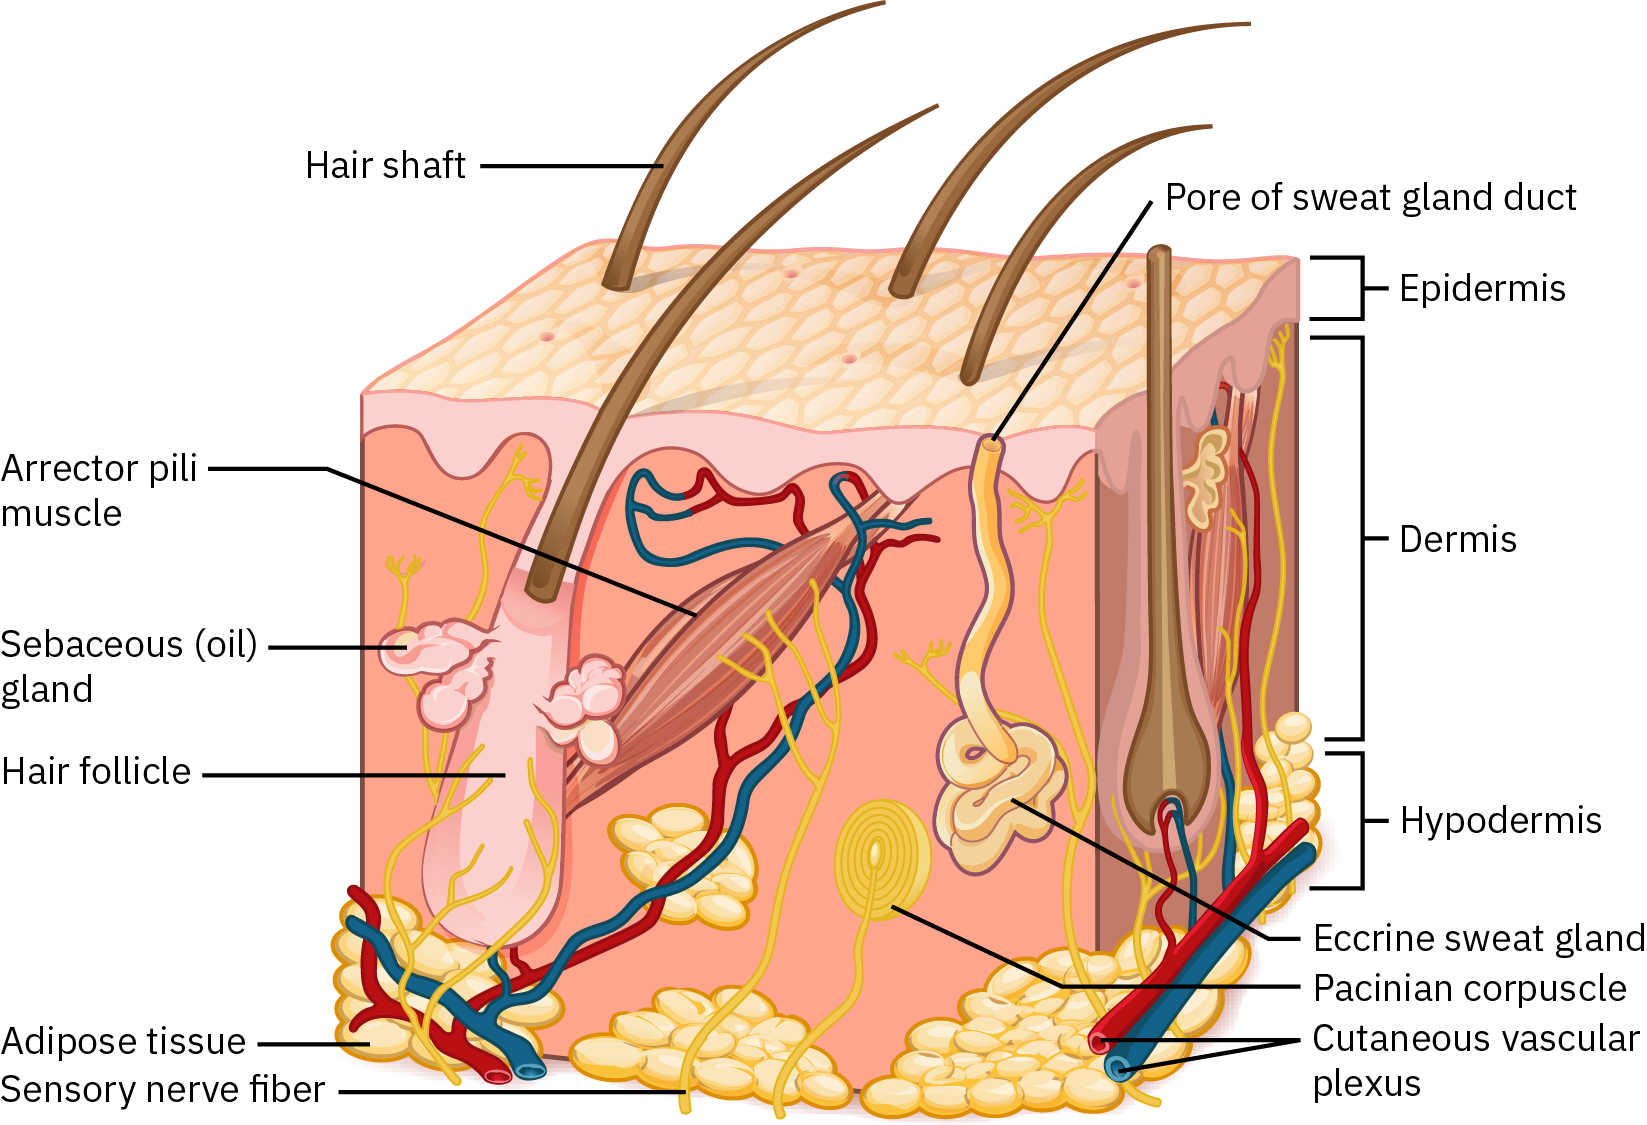 Hair shaft
Pore of sweat gland duct
Epidermis
Arrector pili
muscle
Dermis
Sebaceous (oil)
gland
Hair follicle
Hypodermis
Eccrine sweat gland
Pacinian corpuscle
Adipose tissue
Cutaneous vascular
plexus
Sensory nerve fiber